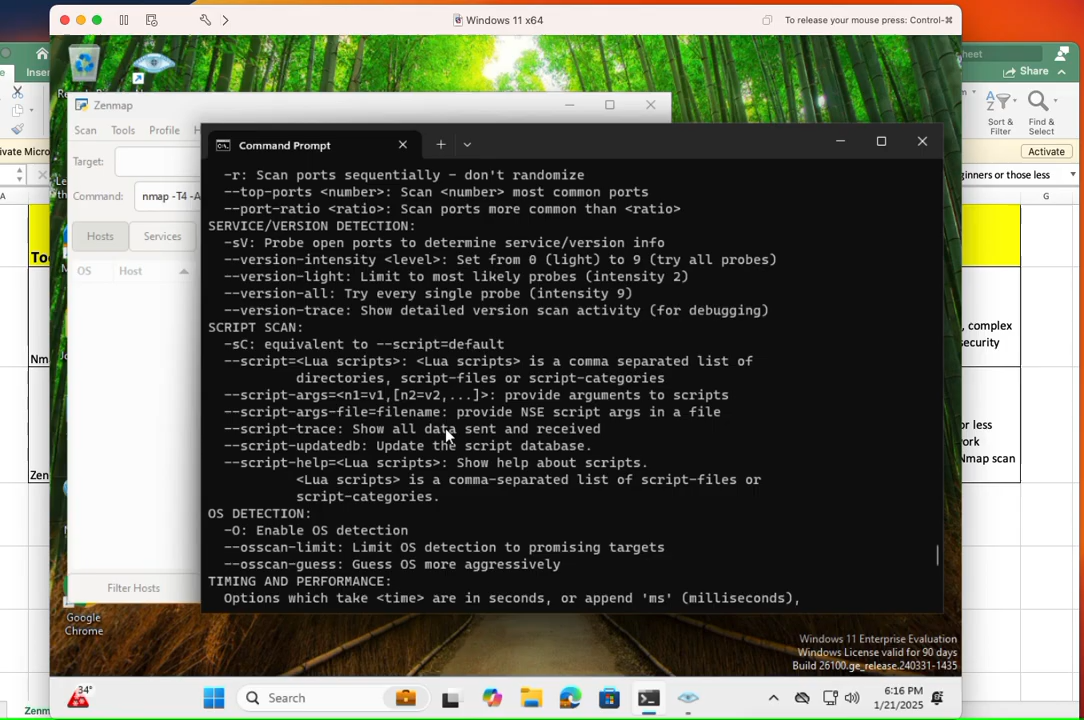 Windows 11 x64
To release your mouse press: Control-⌘
Zenmap
Scan Tools Profile H
Target:
Command: nmap -T4 -A
Hosts Services
OS Host
Filter Hosts
Command Prompt
-r: Scan ports sequentially - don't randomize
--top-ports <number>: Scan <number> most common ports
--port-ratio <ratio>: Scan ports more common than <ratio>
SERVICE/VERSION DETECTION:
-sV: Probe open ports to determine service/version info
--version-intensity <level>: Set from 0 (light) to 9 (try all probes)
--version-light: Limit to most likely probes (intensity 2)
--version-all: Try every single probe (intensity 9)
--version-trace: Show detailed version scan activity (for debugging)
SCRIPT SCAN:
-sC: equivalent to --script=default
--script=<Lua scripts>: <Lua scripts> is a comma separated list of
directories, script-files or script-categories
--script-args=<n1=v1,[n2=v2,...]>: provide arguments to scripts
--script-args-file=filename: provide NSE script args in a file
--script-trace: Show all data sent and received
--script-updatedb: Update the script database.
--script-help=<Lua scripts>: Show help about scripts.
<Lua scripts> is a comma-separated list of script-files or
script-categories.
OS DETECTION:
-O: Enable OS detection
--osscan-limit: Limit OS detection to promising targets
--osscan-guess: Guess OS more aggressively
TIMING AND PERFORMANCE:
Options which take <time> are in seconds, or append 'ms' (milliseconds),
Google
Chrome
Windows 11 Enterprise Evaluation
Windows License valid for 90 days
Build 26100.ge_release.240331-1435
34°
Search
6:16 PM
1/21/2025
Inser
ivate Micro
A
Too
Nm
Zen
Zenm
heet
Share
Sort &
Filter
Find &
Select
Activate
ginners or those less
G
, complex
security
or less
ork
Nmap scan